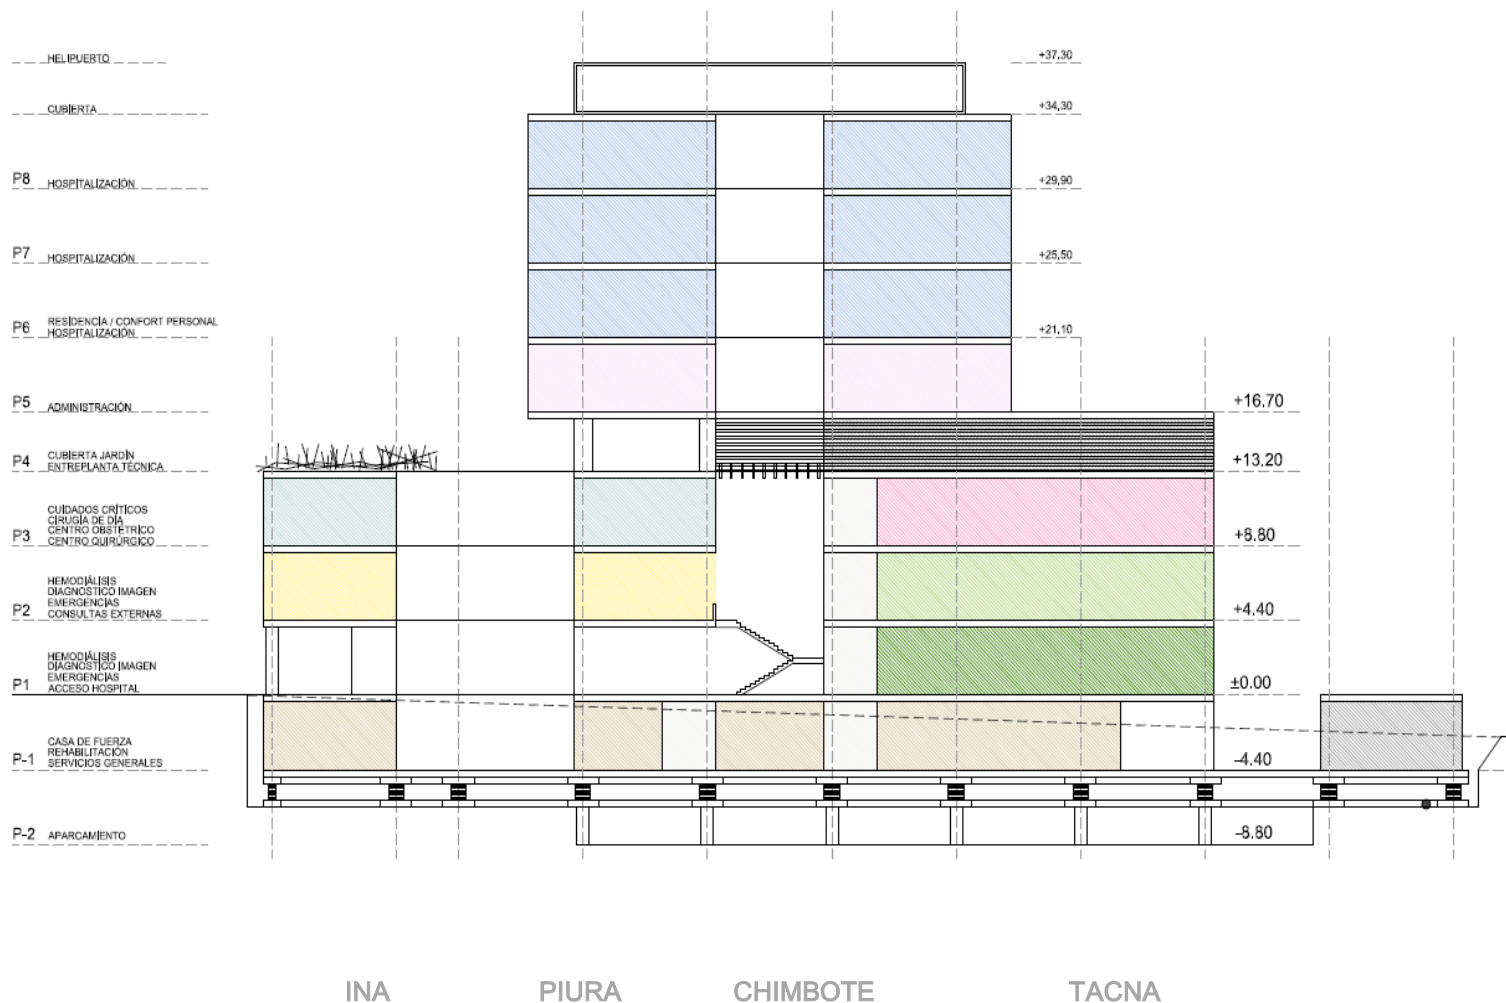 HELIPUERTO
+37,30
CUBIERTA
+34,30
P8 HOSPITALIZACIÓN
+29,90
P7 HOSPITALIZACIÓN
+25,50
RESIDENCIA / CONFORT PERSONAL
P6 HOSPITALIZACIÓN
+21,10
P5 ADMINISTRACIÓN
+16.70
CUBIERTA JARDÍN
P4 ENTREPLANTA TÉCNICA
+13,20
CUIDADOS CRÍTICOS
CIRUGÍA DE DÍA
CENTRO OBSTÉTRICO
P3 CENTRO QUIRÚRGICO
+8.80
HEMODIÁLISIS
DIAGNOSTICO IMAGEN
EMERGENCIAS
P2 CONSULTAS EXTERNAS
+4.40
HEMODIÁLISIS
DIAGNOSTICO IMAGEN
EMERGENCIAS
P1 ACCESO HOSPITAL
±0.00
CASA DE FUERZA
REHABILITACIÓN
P-1 SERVICIOS GENERALES
-4.40
P-2 APARCAMIENTO
-8.80
INA PIURA CHIMBOTE TACNA